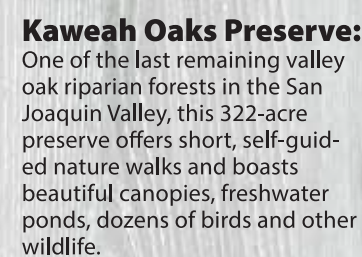 Kaweah Oaks Preserve:
One of the last remaining valley
oak riparian forests in the San
Joaquin Valley, this 322-acre
preserve offers short, self-guid-
ed nature walks and boasts
beautiful canopies, freshwater
ponds, dozens of birds and other
wildlife.